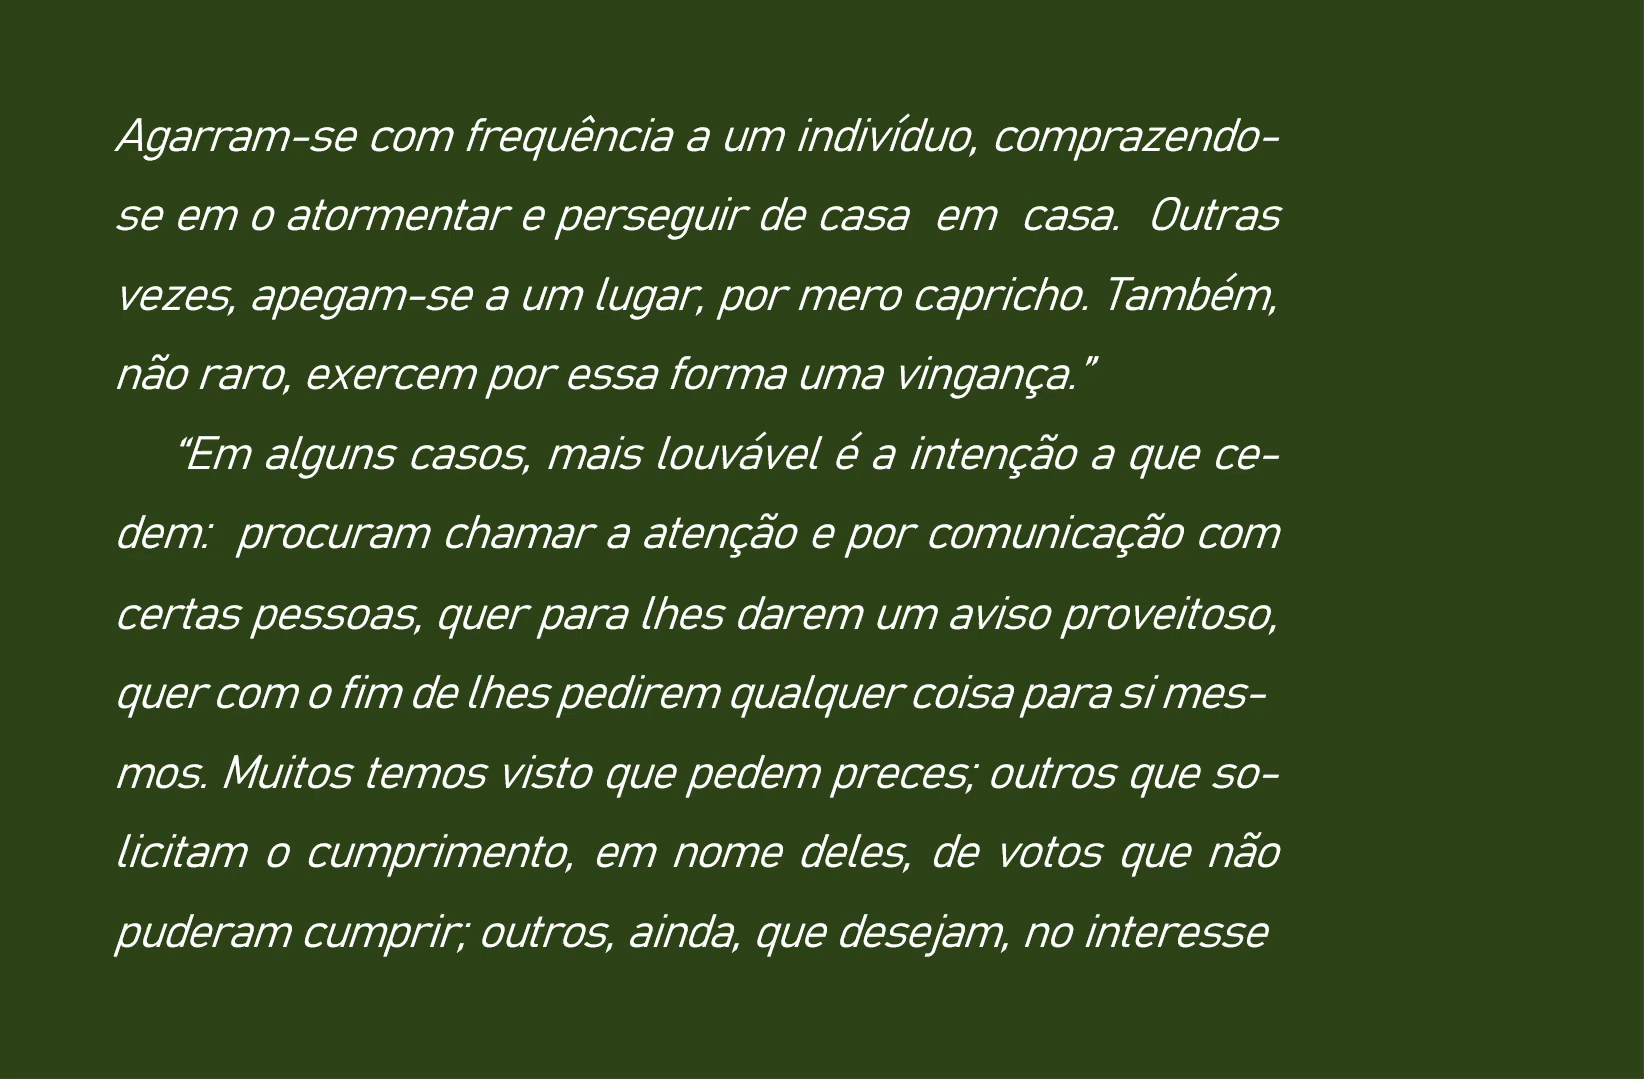 Agarram-se com frequência a um indivíduo, comprazendo-
se em o atormentar e perseguir de casa em casa. Outras
vezes, apegam-se a um lugar, por mero capricho. Também,
não raro, exercem por essa forma uma vingança.”
“Em alguns casos, mais louvável é a intenção a que ce-
dem: procuram chamar a atenção e por comunicação com
certas pessoas, quer para lhes darem um aviso proveitoso,
quer com o fim de lhes pedirem qualquer coisa para si mes-
mos. Muitos temos visto que pedem preces; outros que so-
licitam o cumprimento, em nome deles, de votos que não
puderam cumprir; outros, ainda, que desejam, no interesse